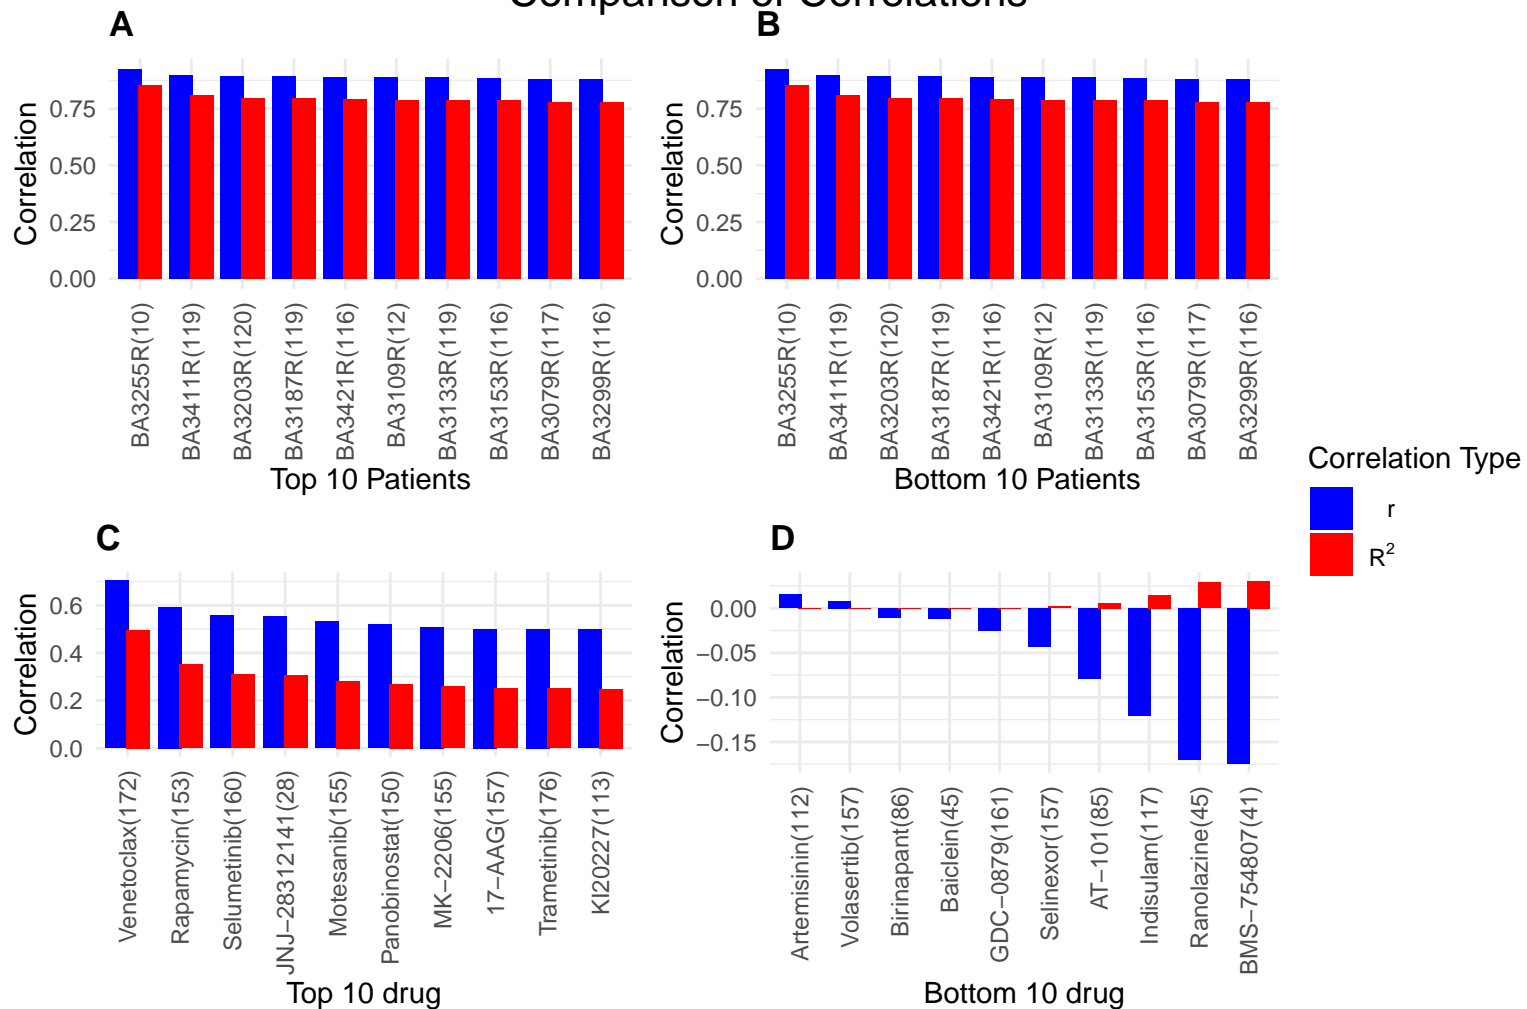 Comparison of Correlations
A
Correlation
0.75
0.50
0.25
0.00
BA3255R(10)
BA3411R(119)
BA3203R(120)
BA3187R(119)
BA3421R(116)
BA3109R(12)
BA3133R(119)
BA3153R(116)
BA3079R(117)
BA3299R(116)
Top 10 Patients
B
Correlation
0.75
0.50
0.25
0.00
BA3255R(10)
BA3411R(119)
BA3203R(120)
BA3187R(119)
BA3421R(116)
BA3109R(12)
BA3133R(119)
BA3153R(116)
BA3079R(117)
BA3299R(116)
Bottom 10 Patients
Correlation Type
r
R²
C
Correlation
0.6
0.4
0.2
0.0
Venetoclax(172)
Rapamycin(153)
Selumetinib(160)
JNJ−28312141(28)
Motesanib(155)
Panobinostat(150)
MK−2206(155)
17−AAG(157)
Trametinib(176)
KI20227(113)
Top 10 drug
D
Correlation
0.00
−0.05
−0.10
−0.15
Artemisinin(112)
Volasertib(157)
Birinapant(86)
Baiclein(45)
GDC−0879(161)
Selinexor(157)
AT−101(85)
Indisulam(117)
Ranolazine(45)
BMS−754807(41)
Bottom 10 drug